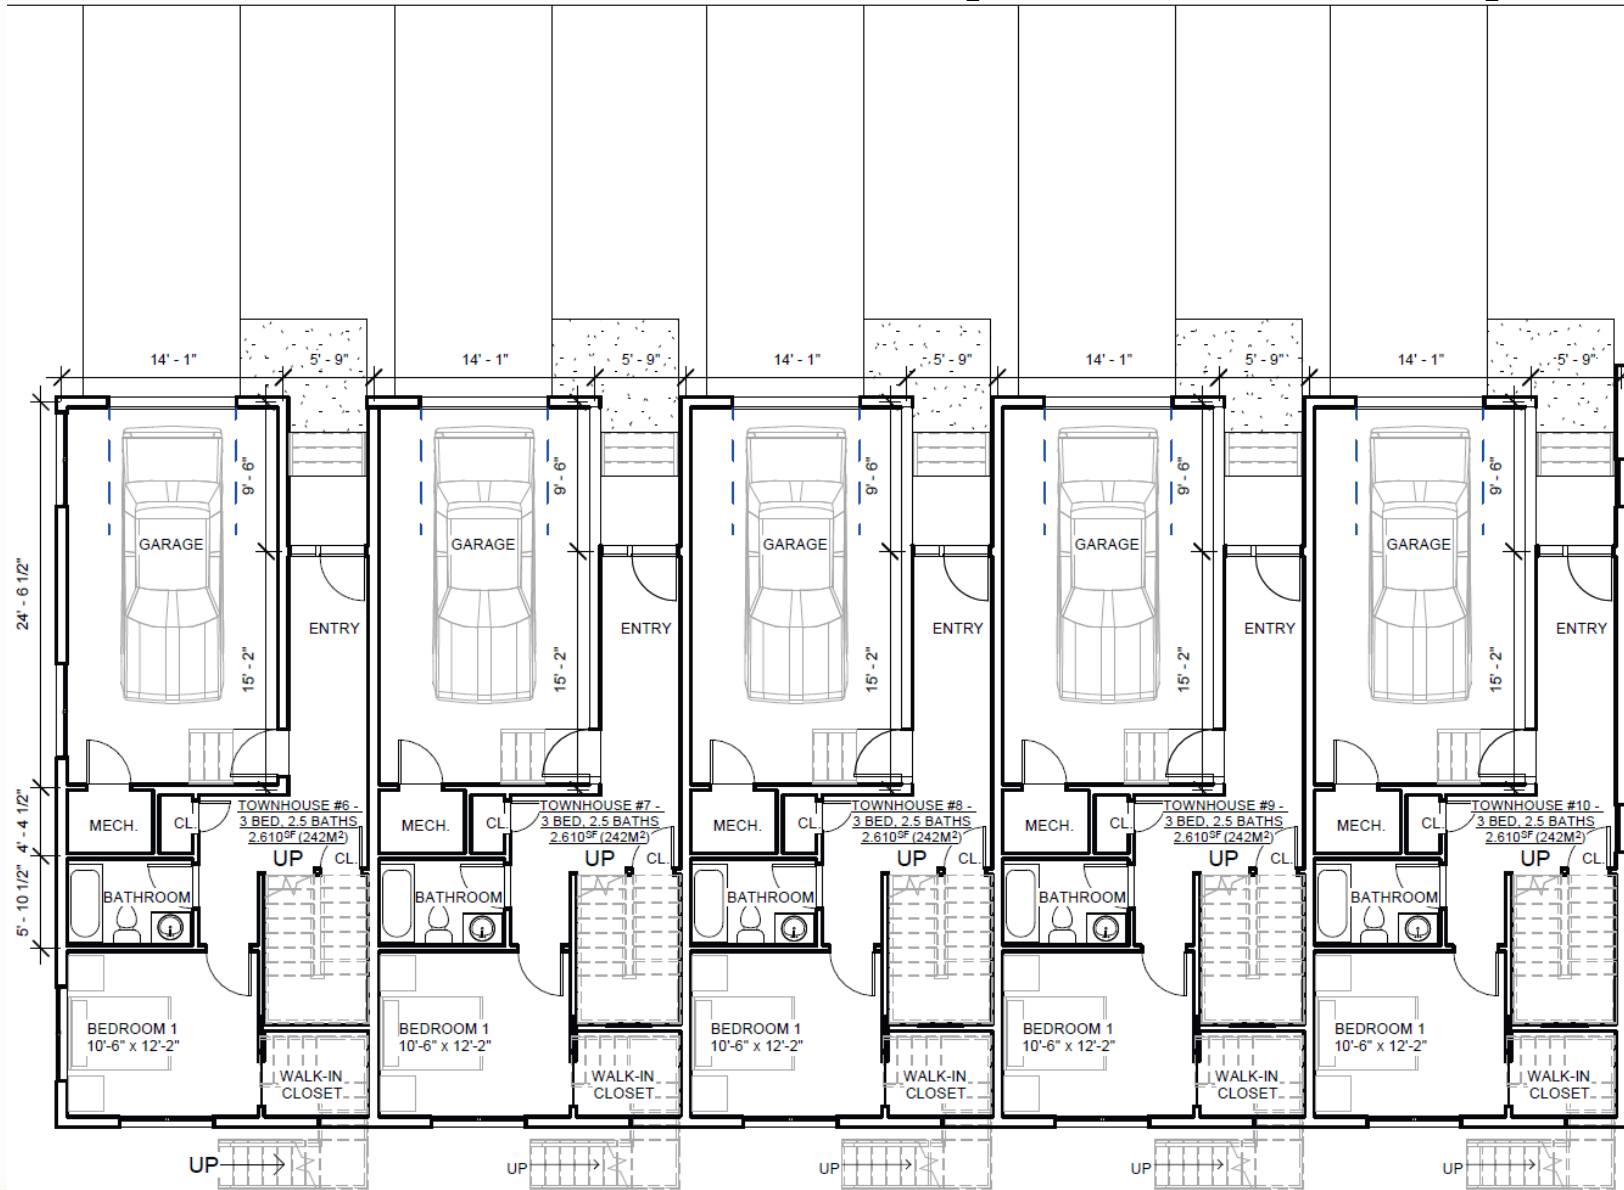 14' - 1" 5' - 9" 14' - 1" 5' - 9" 14' - 1" 5' - 9" 14' - 1" 5' - 9" 14' - 1" 5' - 9"
9' - 6" 9' - 6" 9' - 6" 9' - 6" 9' - 6"
GARAGE GARAGE GARAGE GARAGE GARAGE
24' - 6 1/2"
ENTRY ENTRY ENTRY ENTRY ENTRY
15' - 2" 15' - 2" 15' - 2" 15' - 2" 15' - 2"
TOWNHOUSE #6 - TOWNHOUSE #7 - TOWNHOUSE #8 - TOWNHOUSE #9 - TOWNHOUSE #10 -
4' - 4 1/2" MECH. CL. 3 BED, 2.5 BATHS MECH. CL. 3 BED, 2.5 BATHS MECH. CL. 3 BED, 2.5 BATHS MECH. CL. 3 BED, 2.5 BATHS MECH. CL. 3 BED, 2.5 BATHS
2.610SF (242M²) 2.610SF (242M²) 2.610SF (242M²) 2.610SF (242M²) 2.610SF (242M²)
UP CL. UP CL. UP CL. UP CL. UP CL.
5' - 10 1/2" BATHROOM BATHROOM BATHROOM BATHROOM BATHROOM
BEDROOM 1 BEDROOM 1 BEDROOM 1 BEDROOM 1 BEDROOM 1
10'-6" x 12'-2" 10'-6" x 12'-2" 10'-6" x 12'-2" 10'-6" x 12'-2" 10'-6" x 12'-2"
WALK-IN WALK-IN WALK-IN WALK-IN WALK-IN
CLOSET CLOSET CLOSET CLOSET CLOSET
UP UP UP UP UP